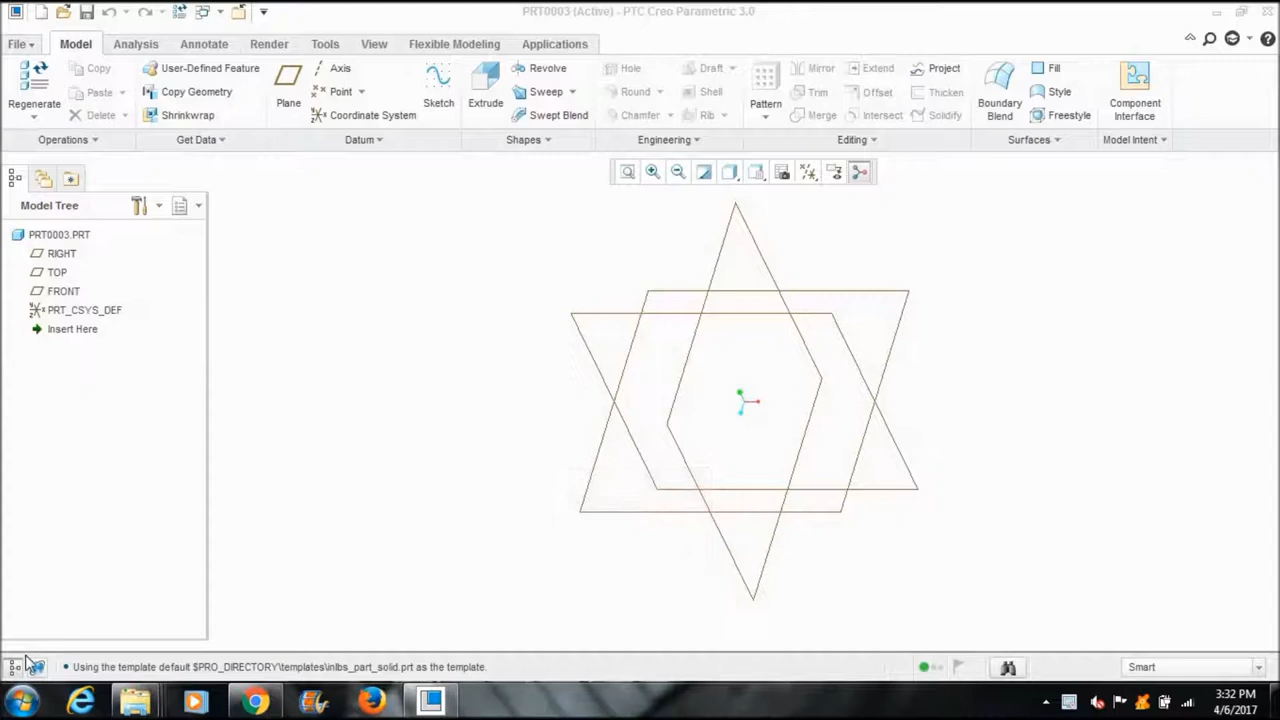 PRT0003 (Active) - PTC Creo Parametric 3.0
File Model Analysis Annotate Render Tools View Flexible Modeling Applications
Regenerate
Copy
Paste
Delete
Operations
User-Defined Feature
Copy Geometry
Shrinkwrap
Get Data
Plane
Axis
Point
Coordinate System
Datum
Sketch
Extrude
Revolve
Sweep
Swept Blend
Shapes
Hole
Round
Chamfer
Draft
Shell
Rib
Engineering
Pattern
Mirror
Trim
Merge
Extend
Offset
Intersect
Project
Thicken
Solidify
Editing
Boundary
Blend
Fill
Style
Freestyle
Surfaces
Component
Interface
Model Intent
Model Tree
PRT0003.PRT
RIGHT
TOP
FRONT
PRT_CSYS_DEF
Insert Here
Using the template default $PRO_DIRECTORY\templates\inlbs_part_solid.prt as the template.
Smart
3:32 PM
4/6/2017